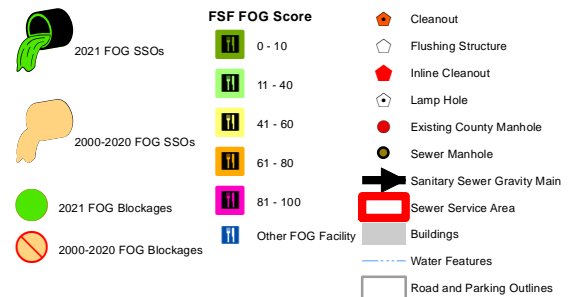 2021 FOG SSOs
2000-2020 FOG SSOs
2021 FOG Blockages
2000-2020 FOG Blockages
FSF FOG Score
0 - 10
11 - 40
41 - 60
61 - 80
81 - 100
Other FOG Facility
Cleanout
Flushing Structure
Inline Cleanout
Lamp Hole
Existing County Manhole
Sewer Manhole
Sanitary Sewer Gravity Main
Sewer Service Area
Buildings
Water Features
Road and Parking Outlines